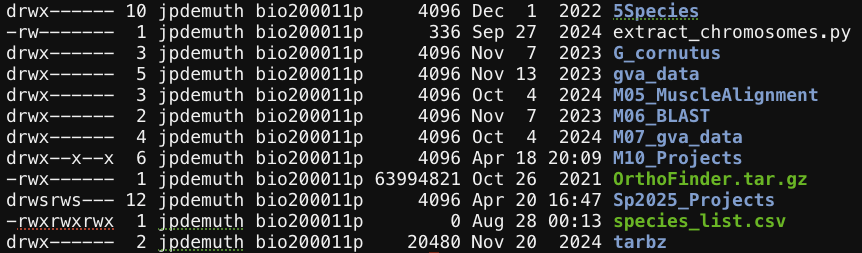 drwx------ 10 jpdemuth bio200011p     4096 Dec  1  2022 5Species
-rw-------  1 jpdemuth bio200011p      336 Sep 27  2024 extract_chromosomes.py
drwx------  3 jpdemuth bio200011p     4096 Nov  7  2023 G_cornutus
drwx------  5 jpdemuth bio200011p     4096 Nov 13  2023 gva_data
drwx------  3 jpdemuth bio200011p     4096 Oct  4  2024 M05_MuscleAlignment
drwx------  2 jpdemuth bio200011p     4096 Nov  7  2023 M06_BLAST
drwx------  4 jpdemuth bio200011p     4096 Oct  4  2024 M07_gva_data
drwx--x--x  6 jpdemuth bio200011p     4096 Apr 18 20:09 M10_Projects
-rwx------  1 jpdemuth bio200011p 63994821 Oct 26  2021 OrthoFinder.tar.gz
drwsrws--- 12 jpdemuth bio200011p     4096 Apr 20 16:47 Sp2025_Projects
-rwxrwxrwx  1 jpdemuth bio200011p        0 Aug 28 00:13 species_list.csv
drwx------  2 jpdemuth bio200011p    20480 Nov 20  2024 tarbz